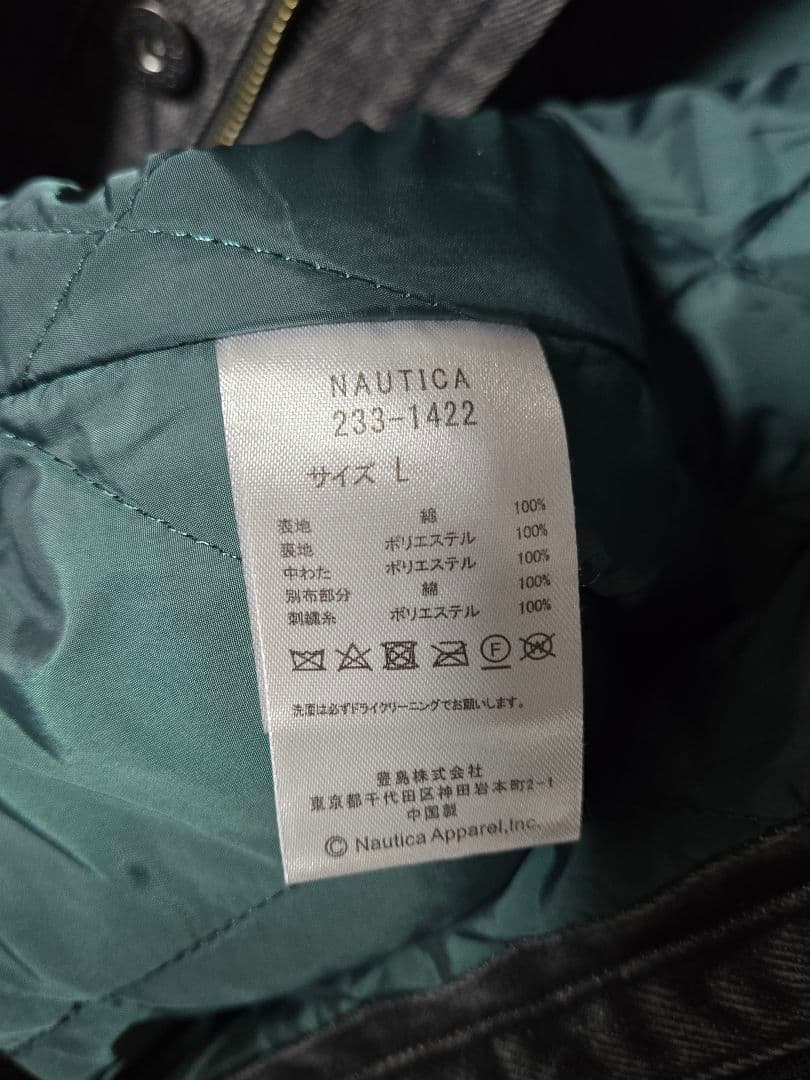 NAUTICA
233-1422
サイズ L
表地 綿 100%
裏地 ポリエステル 100%
中わた ポリエステル 100%
別布部分 綿 100%
刺繍糸 ポリエステル 100%
F W
洗濯は必ずドライクリーニングでお願いします。
豊島株式会社
東京都千代田区神田岩本町2-1
中国製
© Nautica Apparel,Inc.